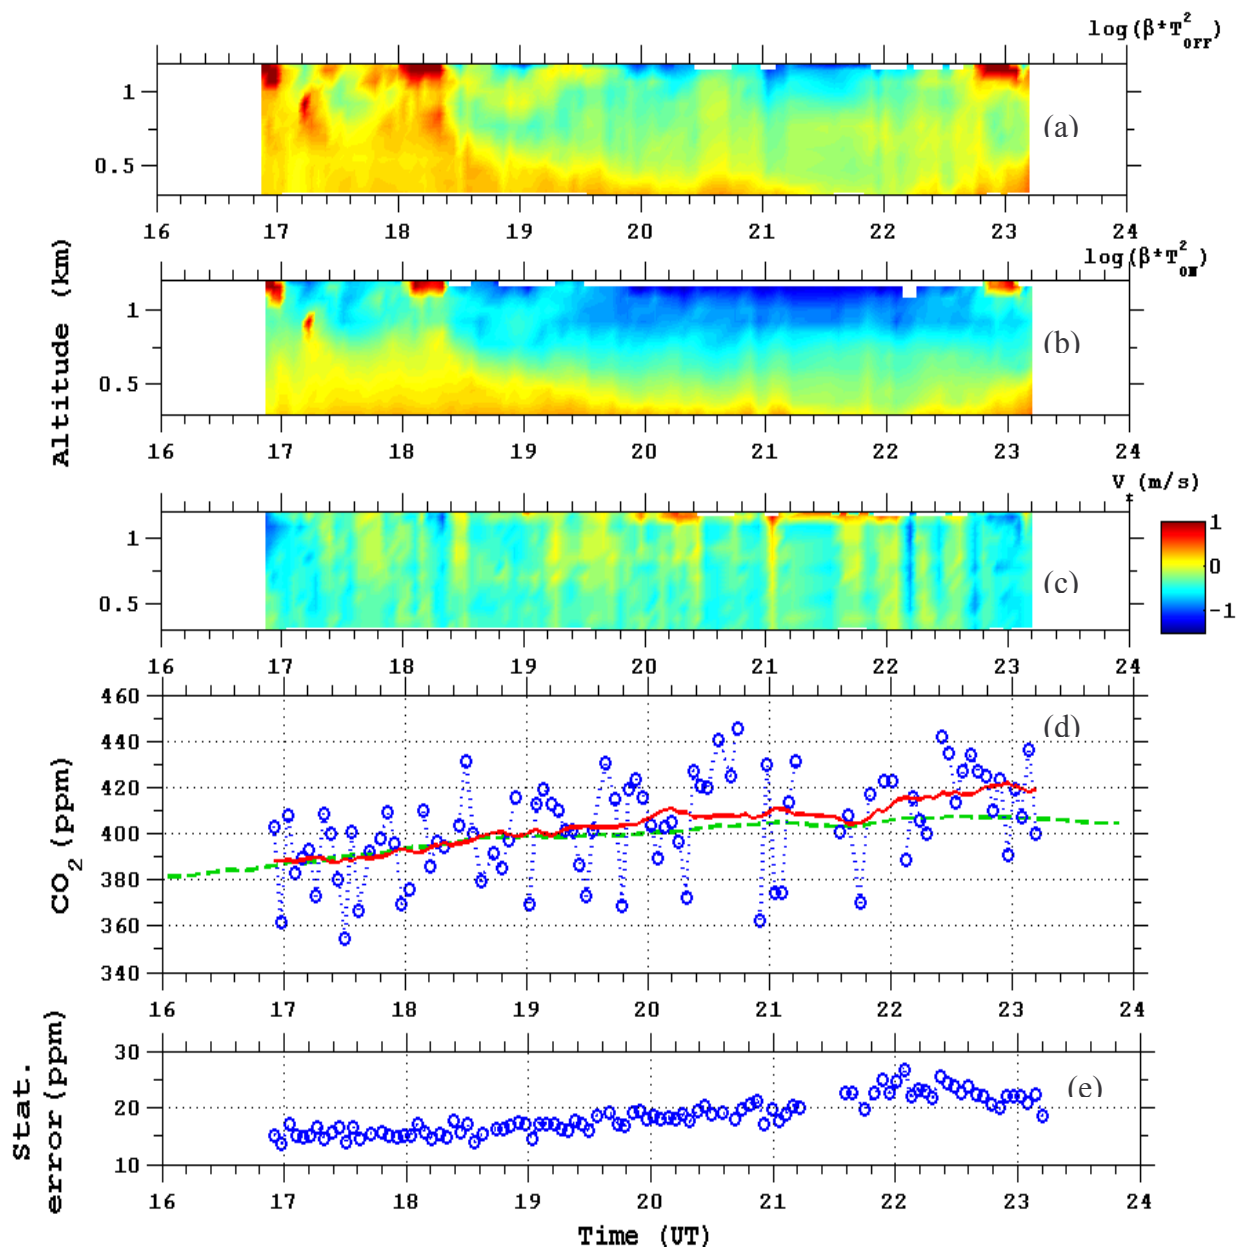 log(β*T²OFF)
1
0.5
(a)
16 17 18 19 20 21 22 23 24
log(β*T²ON)
1
0.5
(b)
16 17 18 19 20 21 22 23 24
Altitude (km)
Vz (m/s)
1
0.5
(c)
1
0
-1
16 17 18 19 20 21 22 23 24
460
440
420
400
380
360
340
CO2 (ppm)
(d)
16 17 18 19 20 21 22 23 24
30
20
10
Stat.
error(ppm)
(e)
16 17 18 19 20 21 22 23 24
Time (UT)